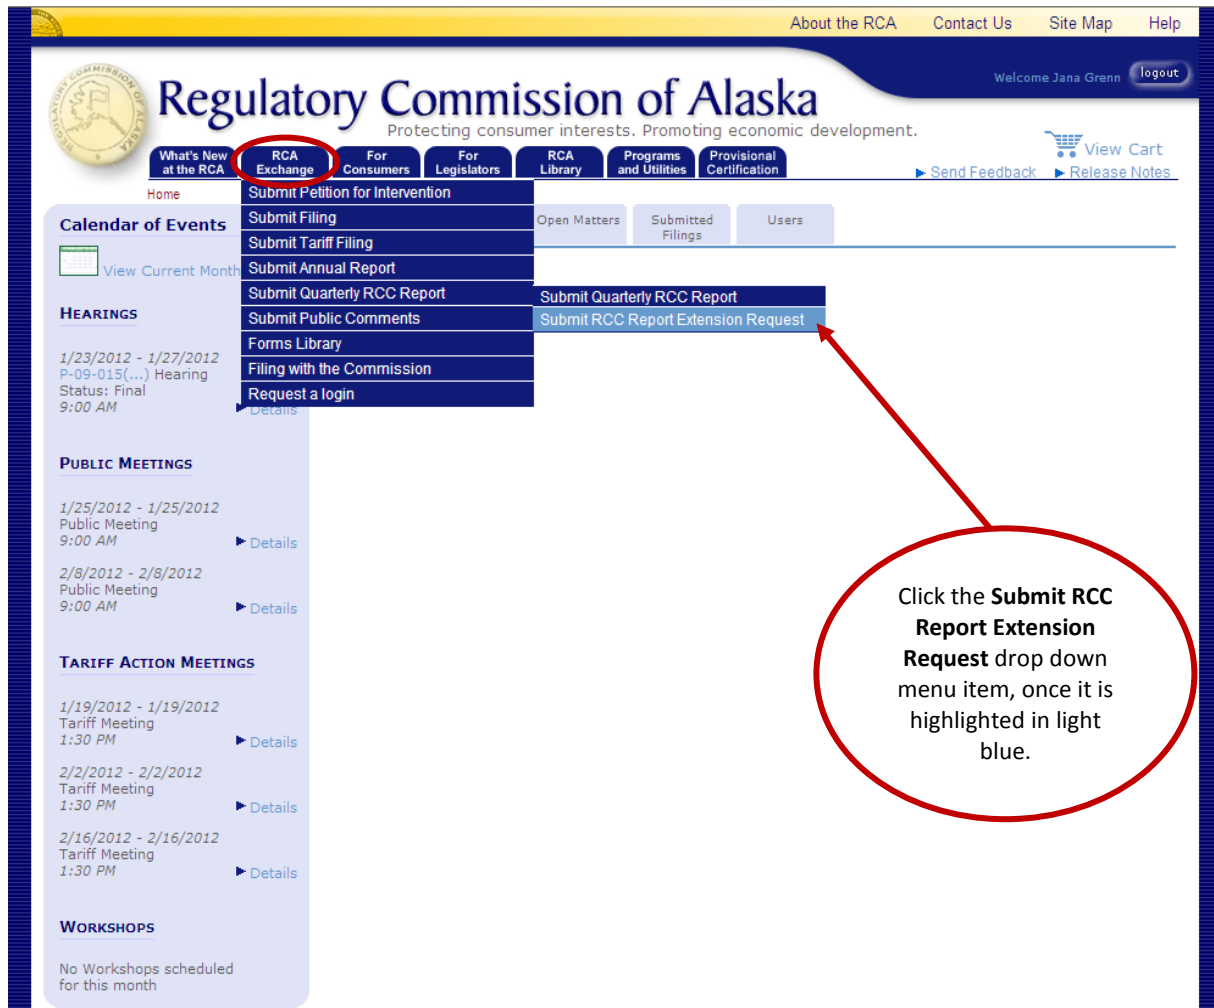 About the RCA Contact Us Site Map Help
Welcome Jana Grenn logout
REGULATORY COMMISSION OF ALASKA
Regulatory Commission of Alaska
Protecting consumer interests. Promoting economic development.
View Cart
Send Feedback Release Notes
What's New
at the RCA
RCA
Exchange
For
Consumers
For
Legislators
RCA
Library
Programs
and Utilities
Provisional
Certification
Home
Submit Petition for Intervention
Submit Filing
Submit Tariff Filing
Submit Annual Report
Submit Quarterly RCC Report
Submit Public Comments
Forms Library
Filing with the Commission
Request a login
Submit Quarterly RCC Report
Submit RCC Report Extension Request
Open Matters
Submitted
Filings
Users
Calendar of Events
View Current Month
HEARINGS
1/23/2012 - 1/27/2012
P-09-015(...) Hearing
Status: Final
9:00 AM Details
PUBLIC MEETINGS
1/25/2012 - 1/25/2012
Public Meeting
9:00 AM Details
2/8/2012 - 2/8/2012
Public Meeting
9:00 AM Details
TARIFF ACTION MEETINGS
1/19/2012 - 1/19/2012
Tariff Meeting
1:30 PM Details
2/2/2012 - 2/2/2012
Tariff Meeting
1:30 PM Details
2/16/2012 - 2/16/2012
Tariff Meeting
1:30 PM Details
WORKSHOPS
No Workshops scheduled
for this month
Click the Submit RCC
Report Extension
Request drop down
menu item, once it is
highlighted in light
blue.